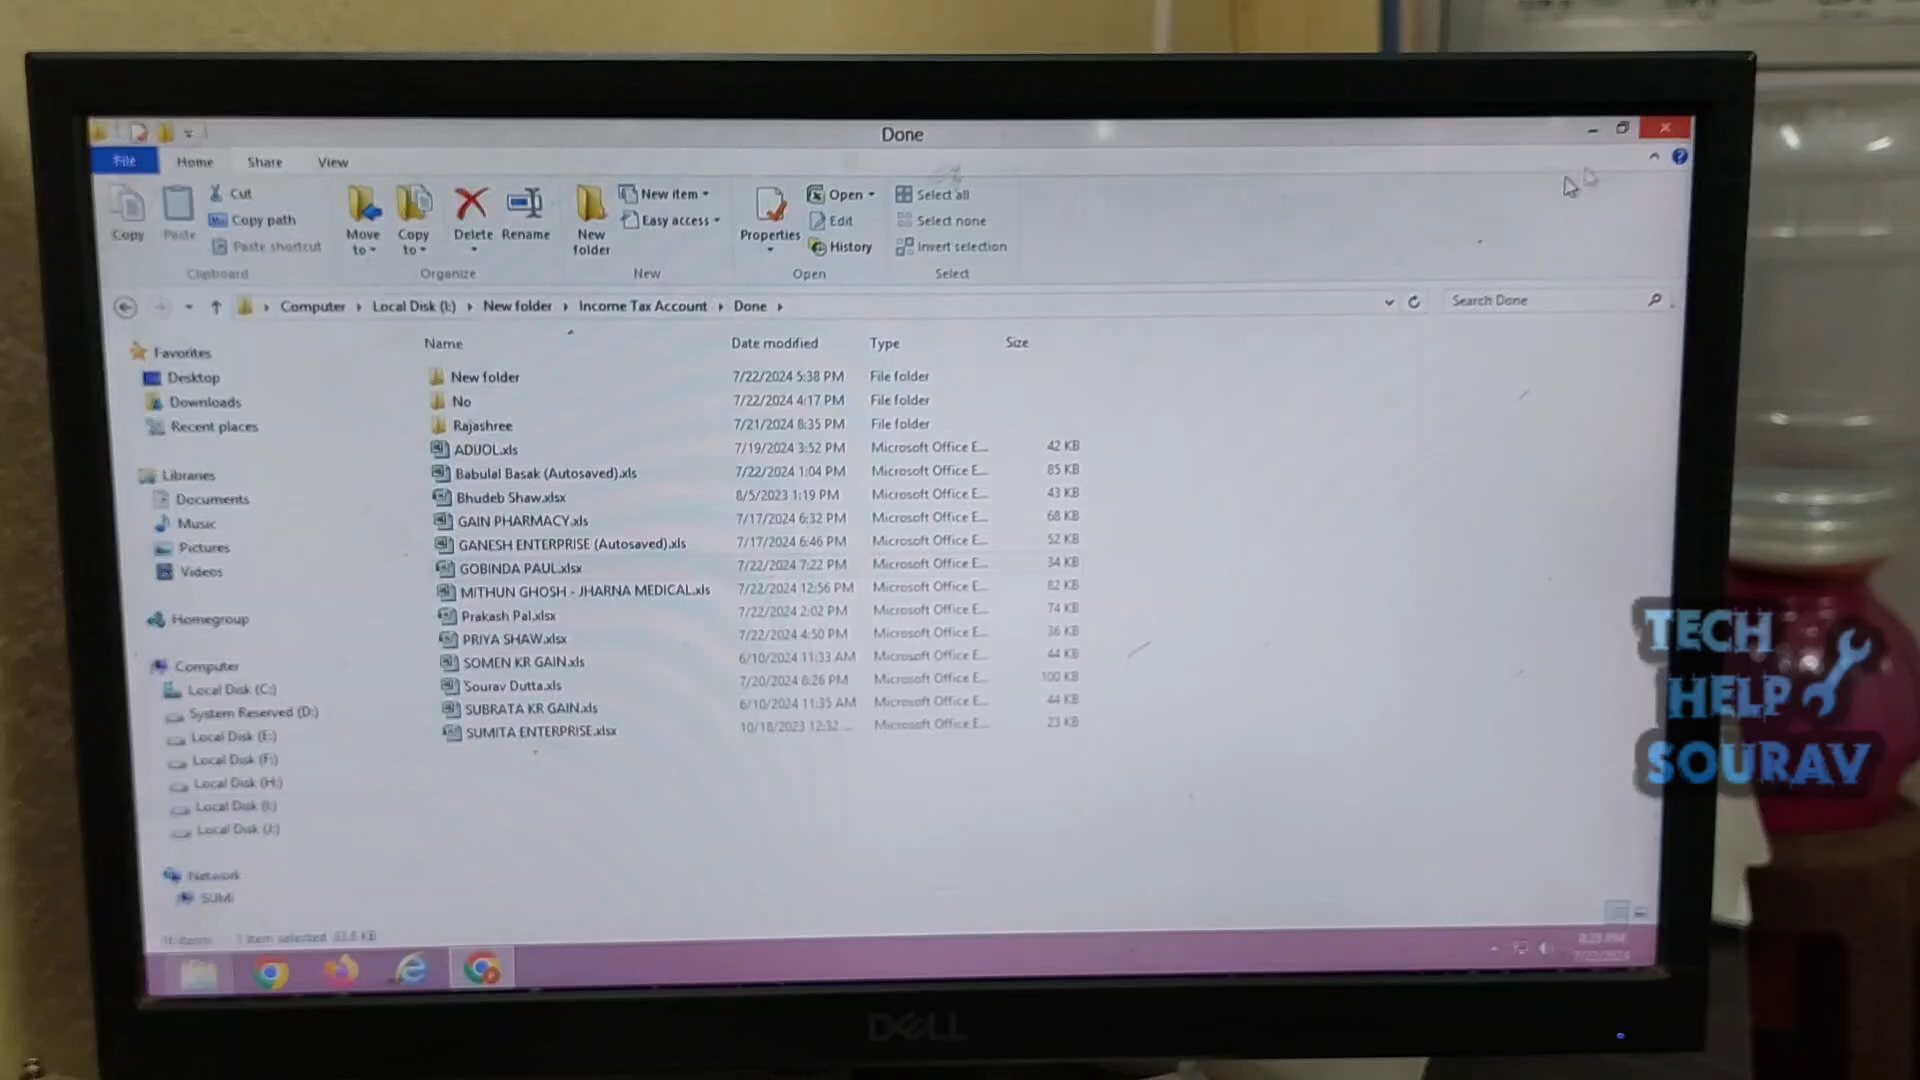 Done
File Home Share View
Copy Paste Cut Copy path Paste shortcut
Move to Copy to Delete Rename
New folder New item Easy access
Properties Open Edit History
Select all Select none Invert selection
Clipboard Organize New Open Select
Computer Local Disk (I:) New folder Income Tax Account Done Search Done
Name Date modified Type Size
New folder 7/22/2024 5:38 PM File folder
No 7/22/2024 4:17 PM File folder
Rajashree 7/21/2024 8:35 PM File folder
ADUOL.xls 7/19/2024 3:52 PM Microsoft Office E... 42 KB
Babulal Basak (Autosaved).xls 7/22/2024 1:04 PM Microsoft Office E... 85 KB
Bhudeb Shaw.xlsx 8/5/2023 1:19 PM Microsoft Office E... 43 KB
GAIN PHARMACY.xls 7/17/2024 6:32 PM Microsoft Office E... 68 KB
GANESH ENTERPRISE (Autosaved).xls 7/17/2024 6:46 PM Microsoft Office E... 52 KB
GOBINDA PAUL.xlsx 7/22/2024 7:22 PM Microsoft Office E... 34 KB
MITHUN GHOSH - JHARNA MEDICAL.xls 7/22/2024 12:56 PM Microsoft Office E... 82 KB
Prakash Pal.xlsx 7/22/2024 2:02 PM Microsoft Office E... 74 KB
PRIYA SHAW.xlsx 7/22/2024 4:50 PM Microsoft Office E... 36 KB
SOMEN KR GAIN.xls 6/10/2024 11:33 AM Microsoft Office E... 44 KB
Sourav Dutta.xls 7/20/2024 8:26 PM Microsoft Office E... 100 KB
SUBRATA KR GAIN.xls 6/10/2024 11:35 AM Microsoft Office E... 44 KB
SUMITA ENTERPRISE.xlsx 10/18/2023 12:32 ... Microsoft Office E... 23 KB
Favorites
Desktop
Downloads
Recent places
Libraries
Documents
Music
Pictures
Videos
Homegroup
Computer
Local Disk (C:)
System Reserved (D:)
Local Disk (E:)
Local Disk (F:)
Local Disk (H:)
Local Disk (I:)
Local Disk (J:)
Network
SUMI
16 items 1 item selected
TECH
HELP
SOURAV
DELL